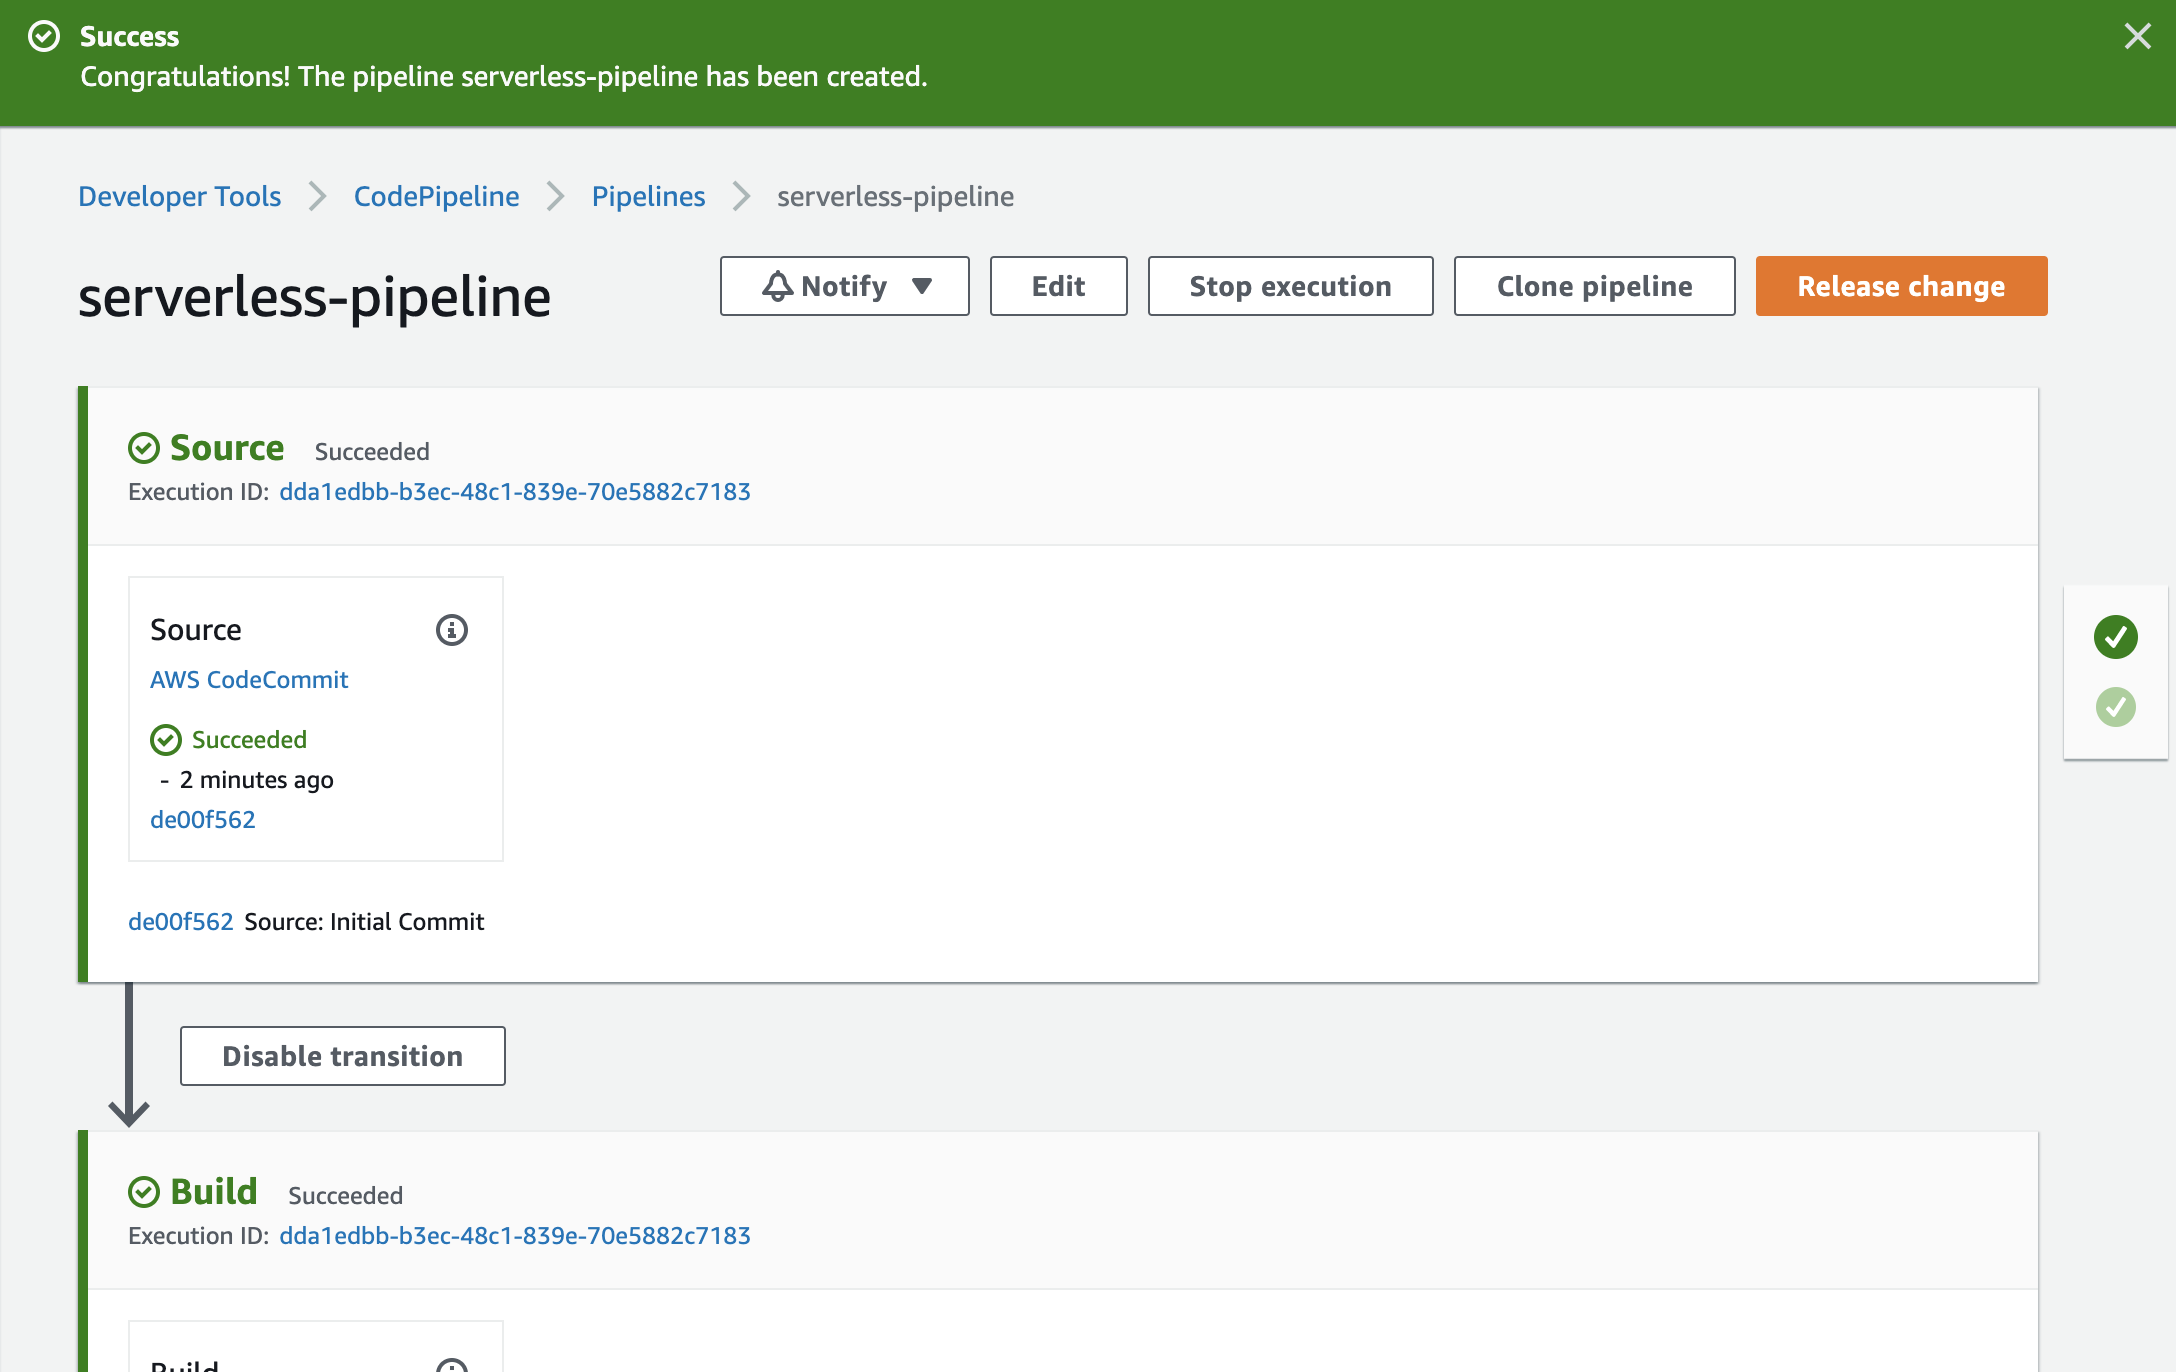 Success
Congratulations! The pipeline serverless-pipeline has been created.
Developer Tools CodePipeline Pipelines serverless-pipeline
serverless-pipeline
Notify Edit Stop execution Clone pipeline Release change
Source Succeeded
Execution ID: dda1edbb-b3ec-48c1-839e-70e5882c7183
Source
AWS CodeCommit
Succeeded
- 2 minutes ago
de00f562
de00f562 Source: Initial Commit
Disable transition
Build Succeeded
Execution ID: dda1edbb-b3ec-48c1-839e-70e5882c7183
Build